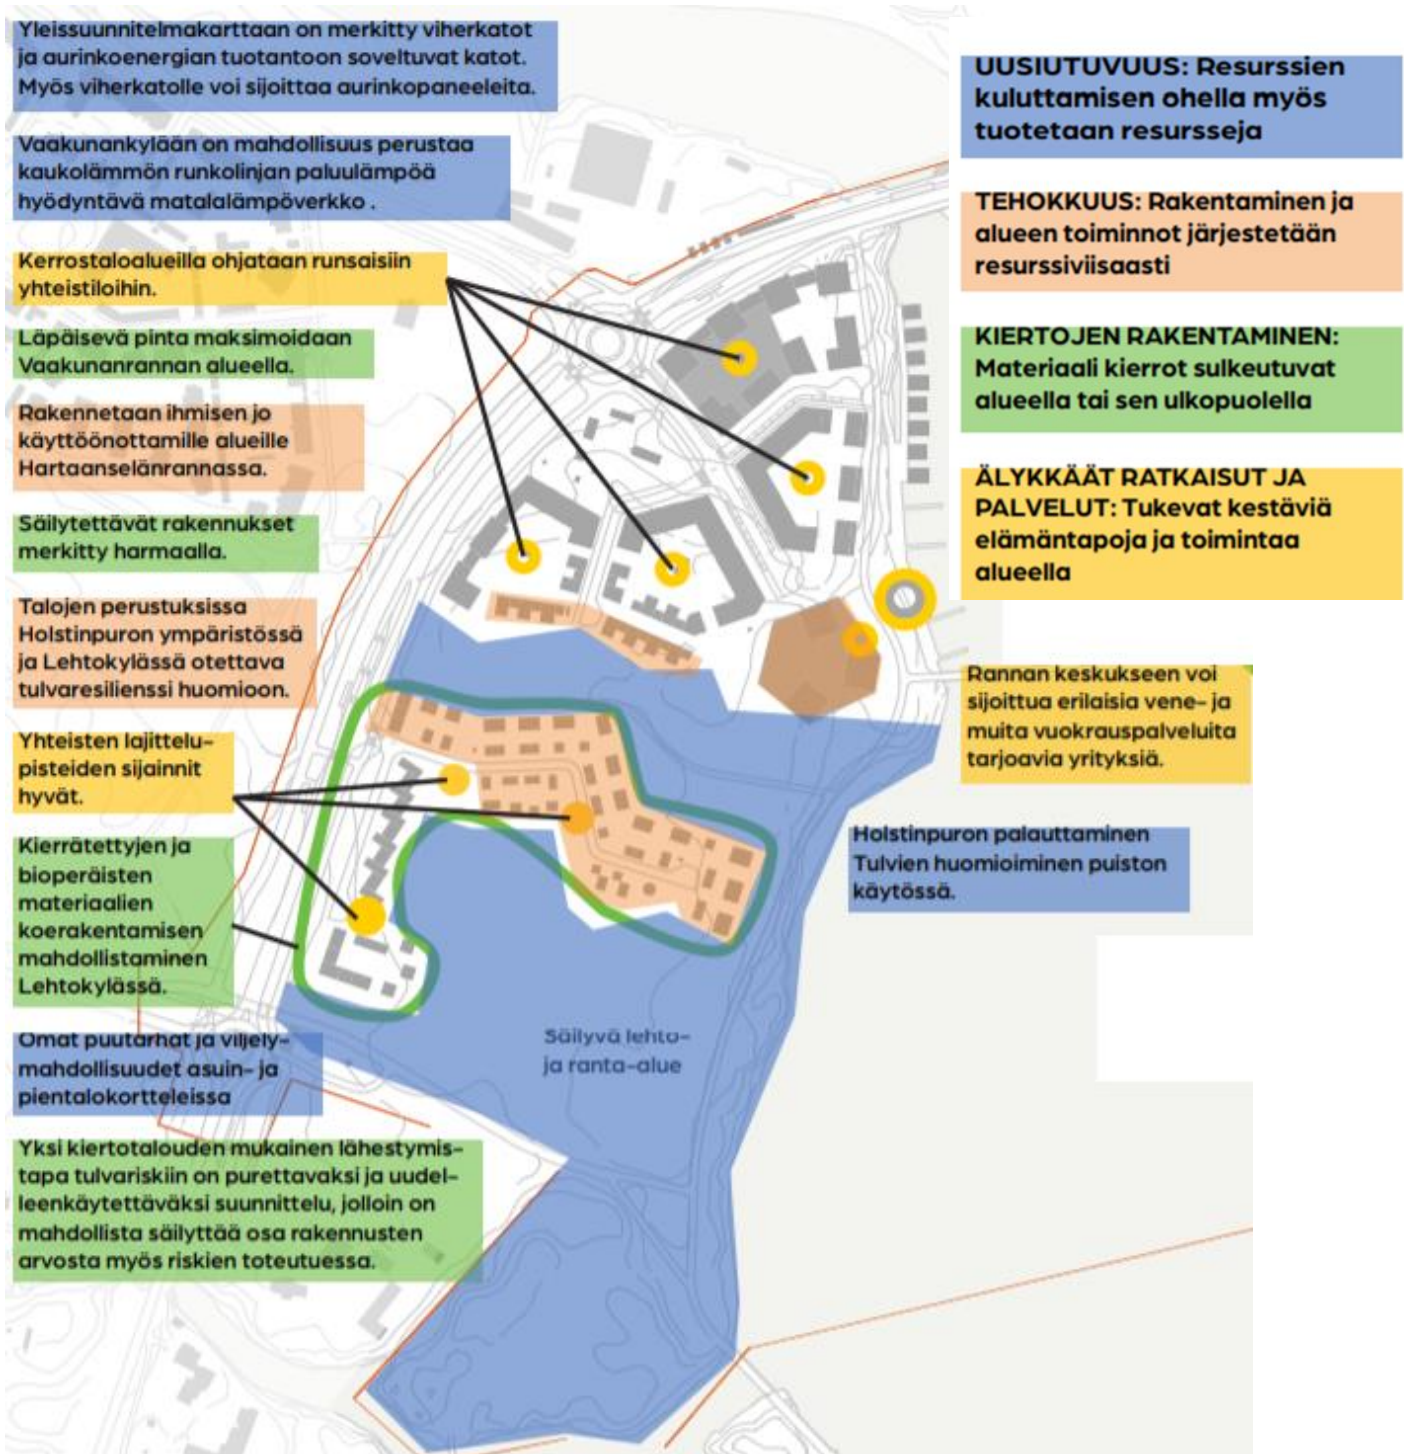 Yleissuunnitelmakarttaan on merkitty viherkatot
ja aurinkoenergian tuotantoon soveltuvat katot.
Myös viherkatolle voi sijoittaa aurinkopaneeleita.
Vaakunankylään on mahdollisuus perustaa
kaukolämmön runkolinjan paluulämpöä
hyödyntävä matalalämpöverkko .
Kerrostaloalueilla ohjataan runsaisiin
yhteistiloihin.
Läpäisevä pinta maksimoidaan
Vaakunanrannan alueella.
Rakennetaan ihmisen jo
käyttöönottamille alueille
Hartaanselänrannassa.
Säilytettävät rakennukset
merkitty harmaalla.
Talojen perustuksissa
Holstinpuron ympäristössä
ja Lehtokylässä otettava
tulvaresilienssi huomioon.
Yhteisten lajittelu-
pisteiden sijainnit
hyvät.
Kierrätettyjen ja
bioperäisten
materiaalien
koerakentamisen
mahdollistaminen
Lehtokylässä.
Omat puutarhat ja viljely-
mahdollisuudet asuin- ja
pientalokortteleissa
Yksi kiertotalouden mukainen lähestymis-
tapa tulvariskiin on purettavaksi ja uudel-
leenkäytettäväksi suunnittelu, jolloin on
mahdollista säilyttää osa rakennusten
arvosta myös riskien toteutuessa.
UUSIUTUVUUS: Resurssien
kuluttamisen ohella myös
tuotetaan resursseja
TEHOKKUUS: Rakentaminen ja
alueen toiminnot järjestetään
resurssiviisaasti
KIERTOJEN RAKENTAMINEN:
Materiaali kierrot sulkeutuvat
alueella tai sen ulkopuolella
ÄLYKKÄÄT RATKAISUT JA
PALVELUT: Tukevat kestäviä
elämäntapoja ja toimintaa
alueella
Rannan keskukseen voi
sijoittua erilaisia vene- ja
muita vuokrauspalveluita
tarjoavia yrityksiä.
Holstinpuron palauttaminen
Tulvien huomioiminen puiston
käytössä.
Säilyvä lehto-
ja ranta-alue